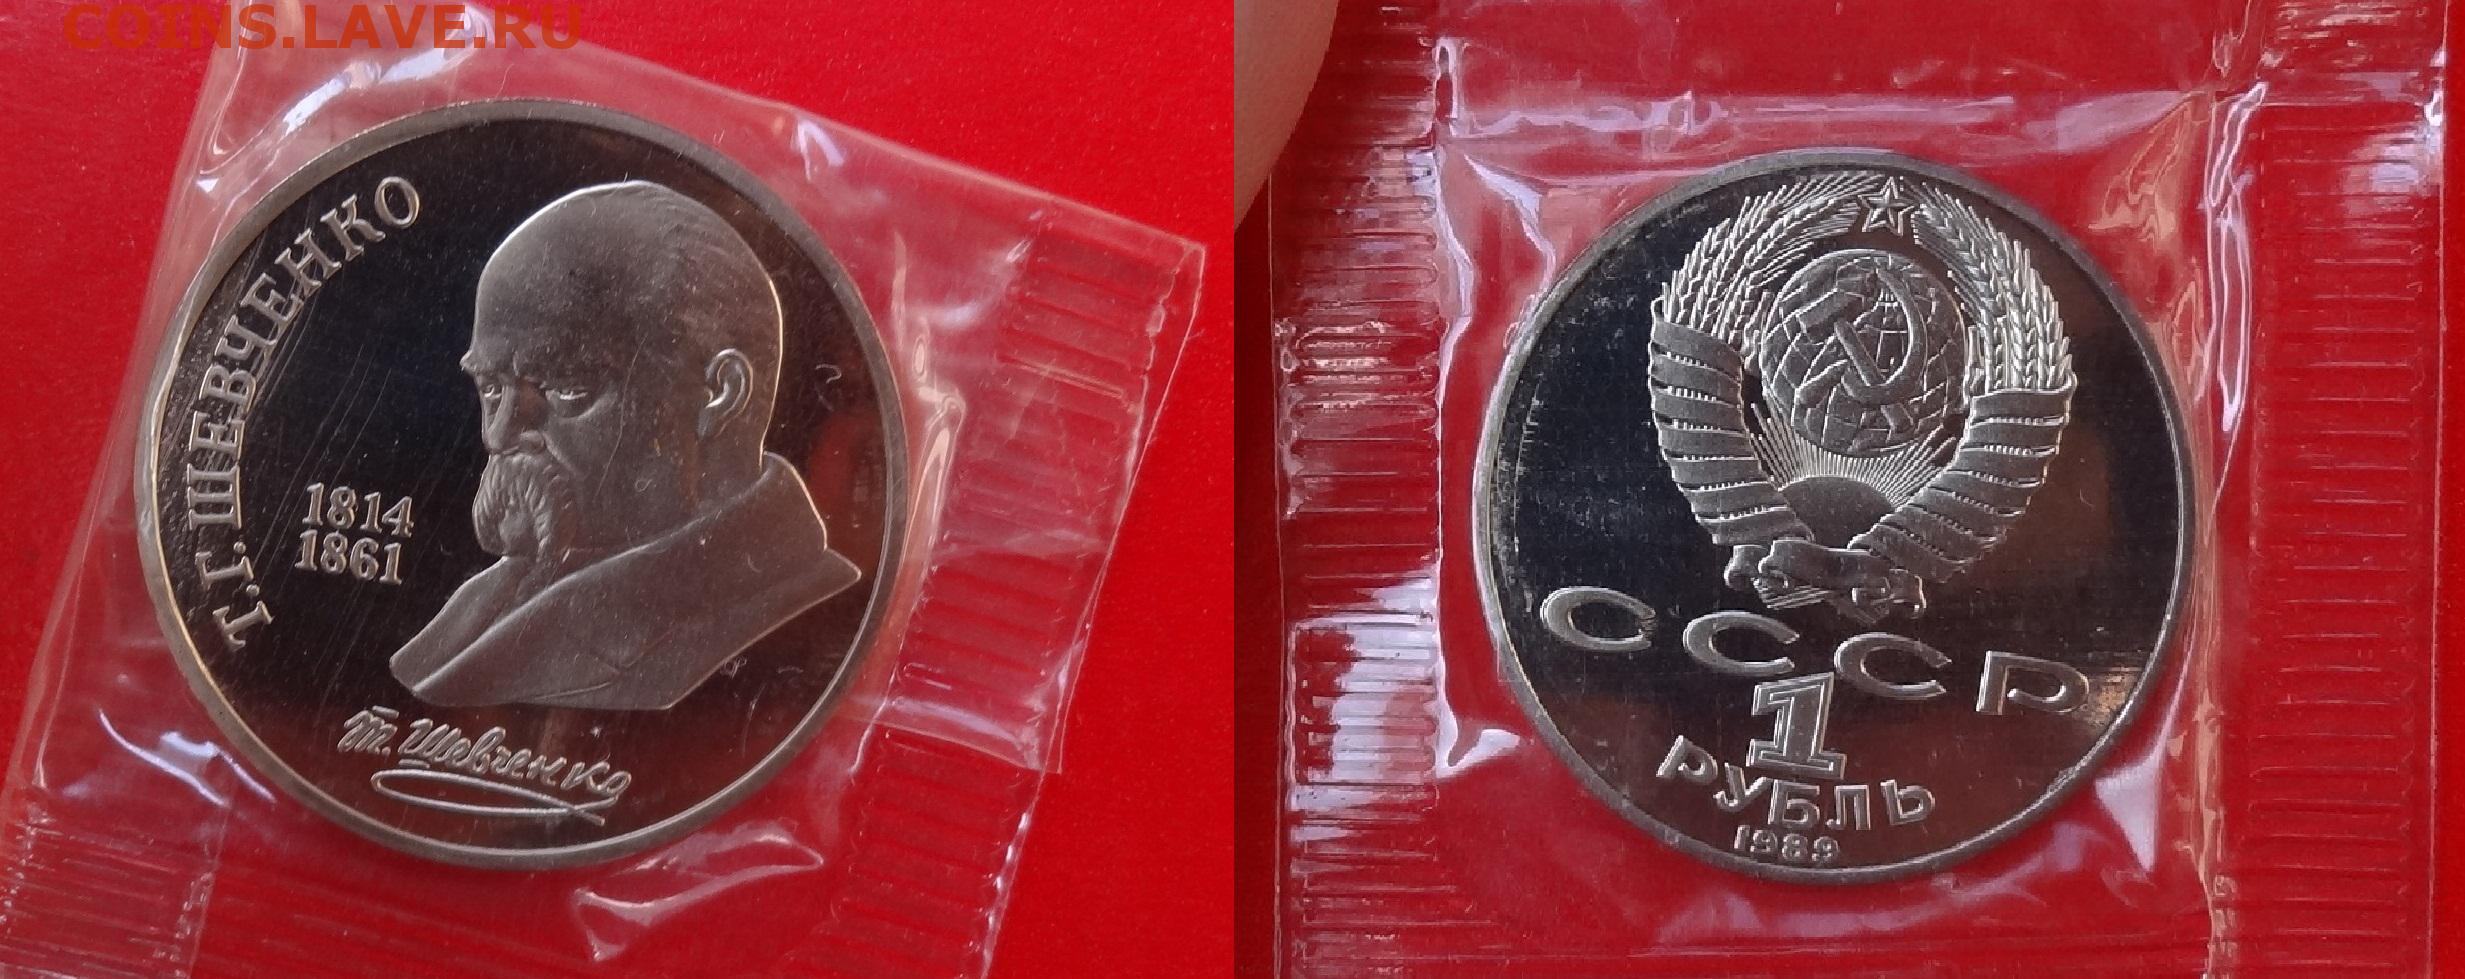 COINS.LAVE.RU
Т.Г. ШЕВЧЕНКО
1814
1861
Т. Шевченко
СССР
1
РУБЛЬ
1989